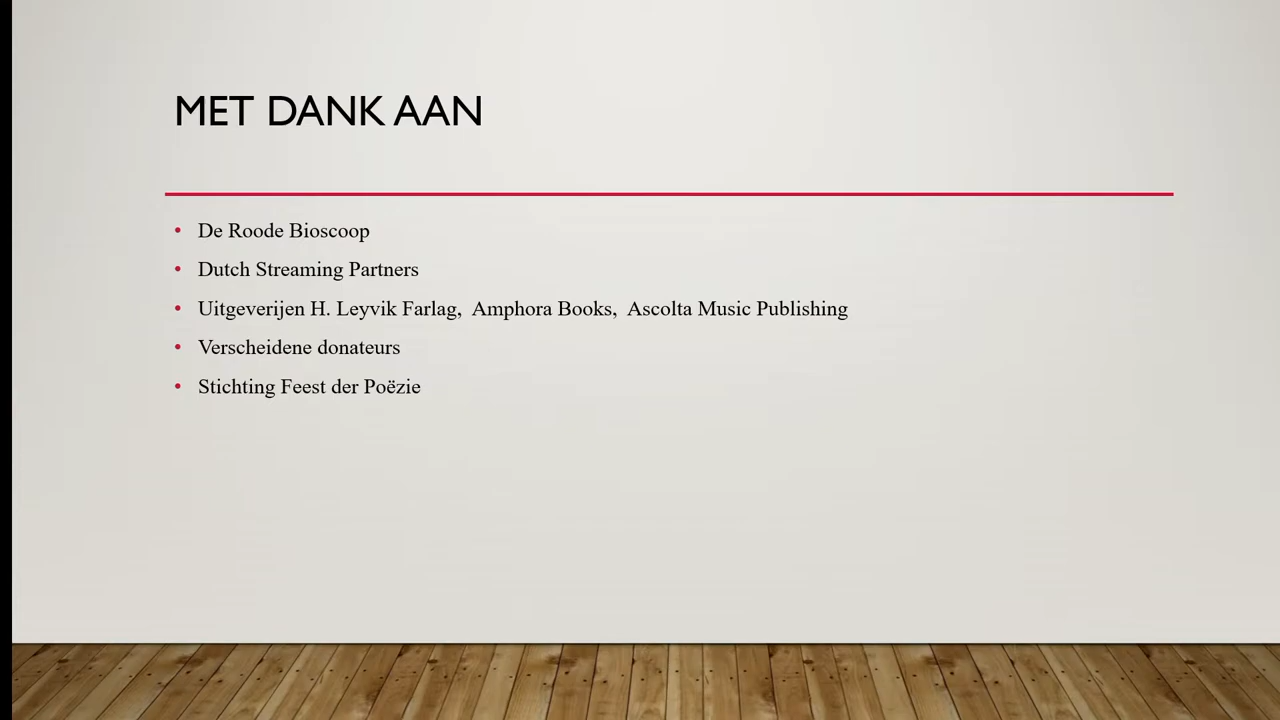 MET DANK AAN
• De Roode Bioscoop
• Dutch Streaming Partners
• Uitgeverijen H. Leyvik Farlag,  Amphora Books,  Ascolta Music Publishing
• Verscheidene donateurs
• Stichting Feest der Poëzie